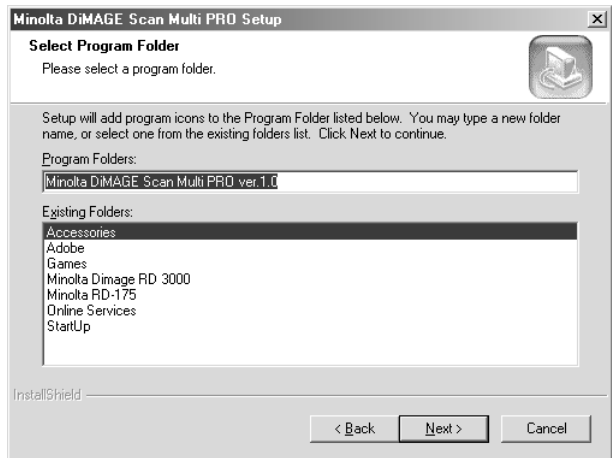 Minolta DiMAGE Scan Multi PRO Setup
Select Program Folder
Please select a program folder.
Setup will add program icons to the Program Folder listed below. You may type a new folder
name, or select one from the existing folders list. Click Next to continue.
Program Folders:
Minolta DiMAGE Scan Multi PRO ver.1.0
Existing Folders:
Accessories
Adobe
Games
Minolta Dimage RD 3000
Minolta RD-175
Online Services
StartUp
InstallShield
< Back
Next >
Cancel